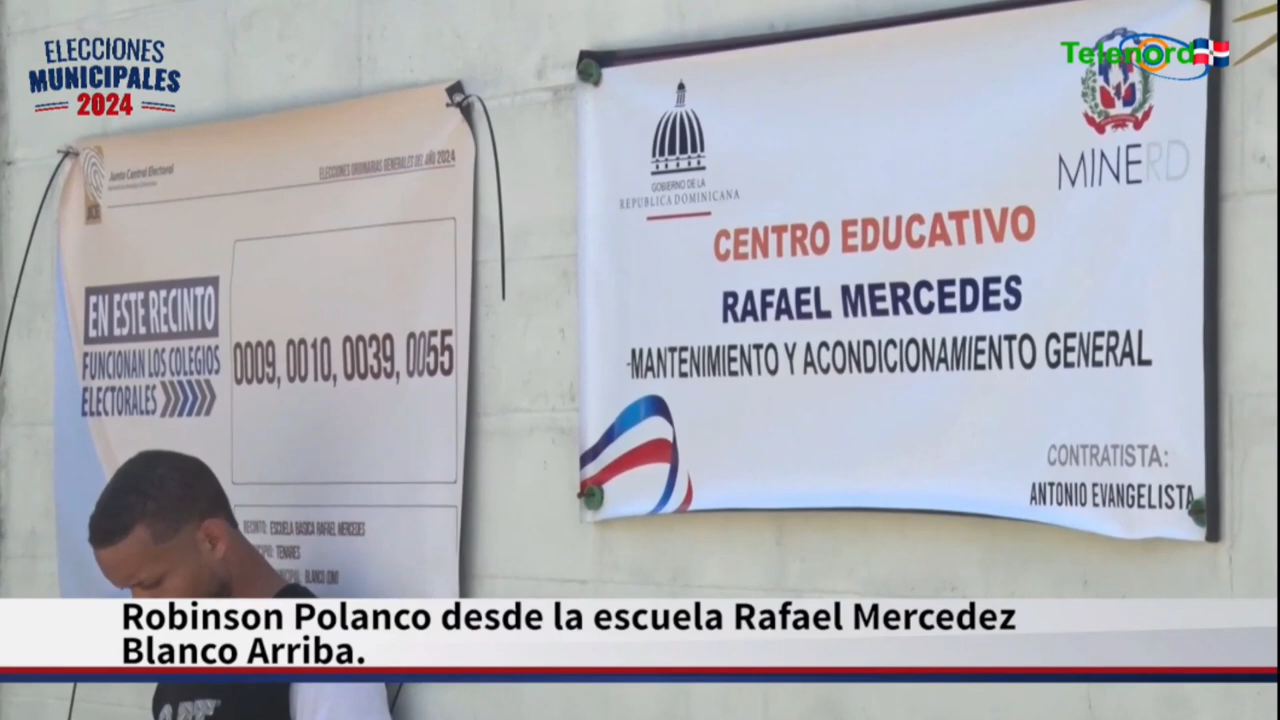 ELECCIONES
MUNICIPALES
2024
Telenord
Junta Central Electoral
ELECCIONES ORDINARIAS GENERALES DEL AÑO 2024
JCE
EN ESTE RECINTO
FUNCIONAN LOS COLEGIOS
ELECTORALES
0009, 0010, 0039, 0055
RECINTO: ESCUELA BASICA RAFAEL MERCEDES
TENARES
BLANCO
GOBIERNO DE LA
REPÚBLICA DOMINICANA
MINERD
CENTRO EDUCATIVO
RAFAEL MERCEDES
-MANTENIMIENTO Y ACONDICIONAMIENTO GENERAL
CONTRATISTA:
ANTONIO EVANGELISTA
Robinson Polanco desde la escuela Rafael Mercedez
Blanco Arriba.